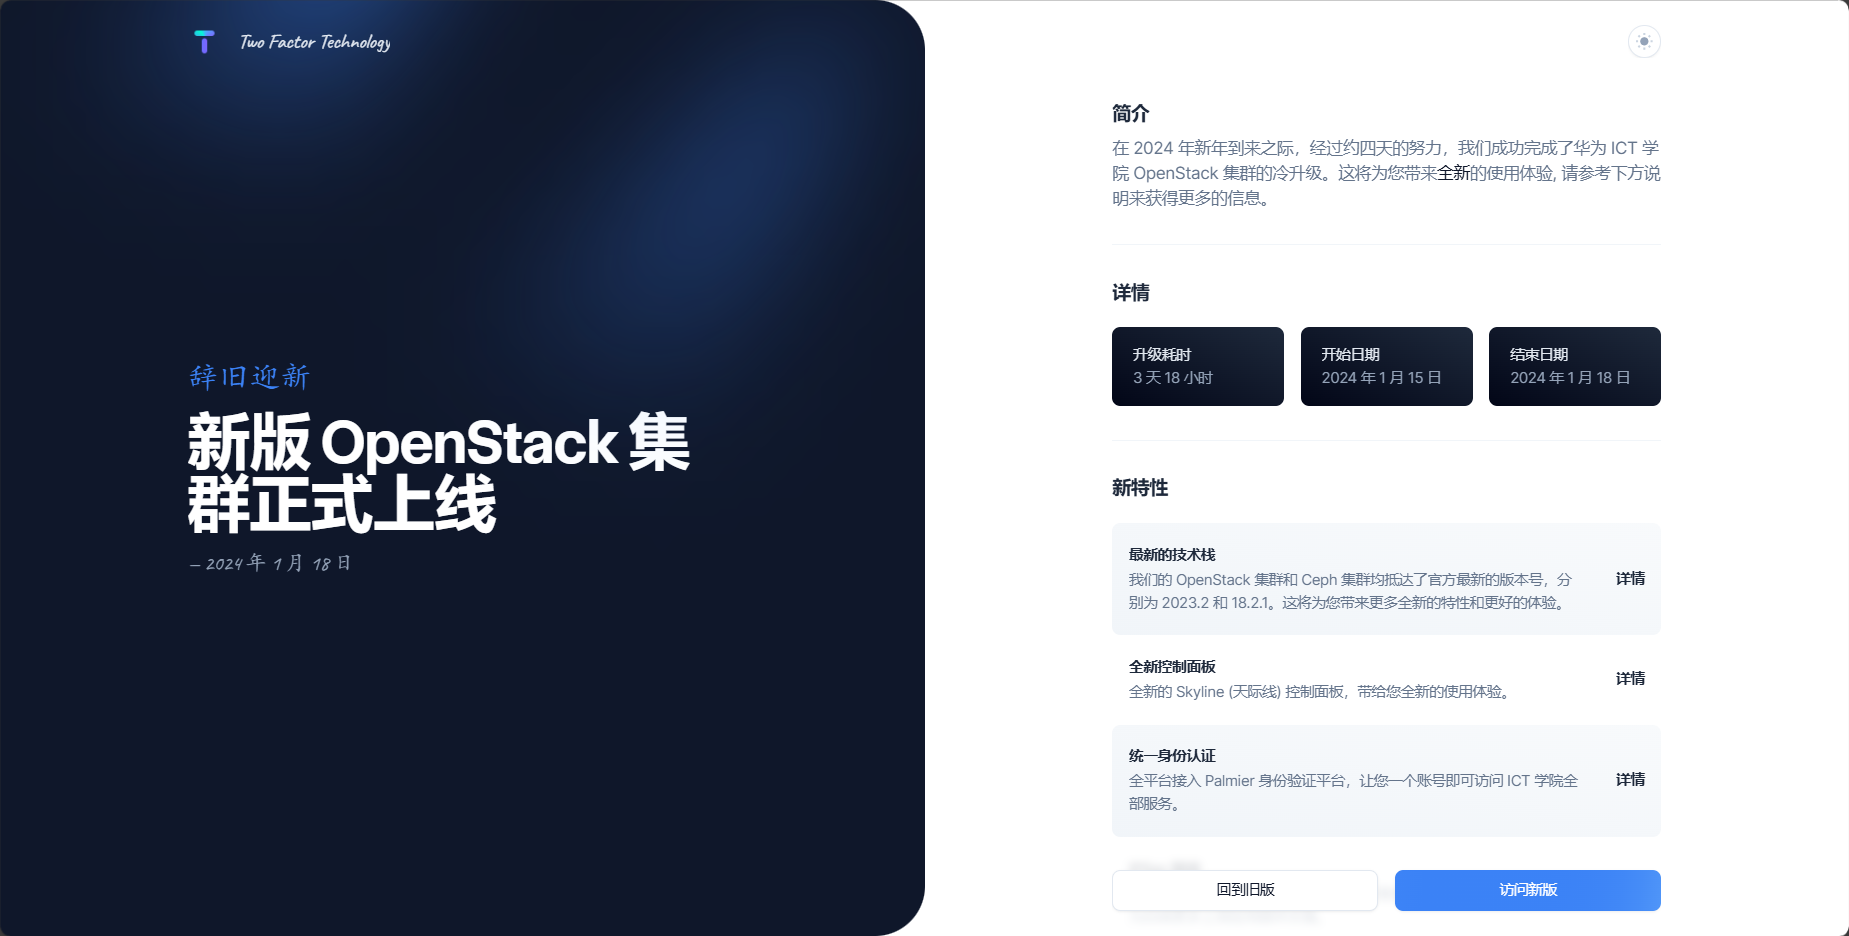 Two Factor Technology
辞旧迎新
新版 OpenStack 集
群正式上线
– 2024 年 1 月 18 日
简介
在 2024 年新年到来之际，经过约四天的努力，我们成功完成了华为 ICT 学
院 OpenStack 集群的冷升级。这将为您带来全新的使用体验, 请参考下方说
明来获得更多的信息。
详情
升级耗时
3 天 18 小时
开始日期
2024 年 1 月 15 日
结束日期
2024 年 1 月 18 日
新特性
最新的技术栈
我们的 OpenStack 集群和 Ceph 集群均抵达了官方最新的版本号，分
别为 2023.2 和 18.2.1。这将为您带来更多全新的特性和更好的体验。
详情
全新控制面板
全新的 Skyline (天际线) 控制面板，带给您全新的使用体验。
详情
统一身份认证
全平台接入 Palmier 身份验证平台，让您一个账号即可访问 ICT 学院全
部服务。
详情
回到旧版
访问新版